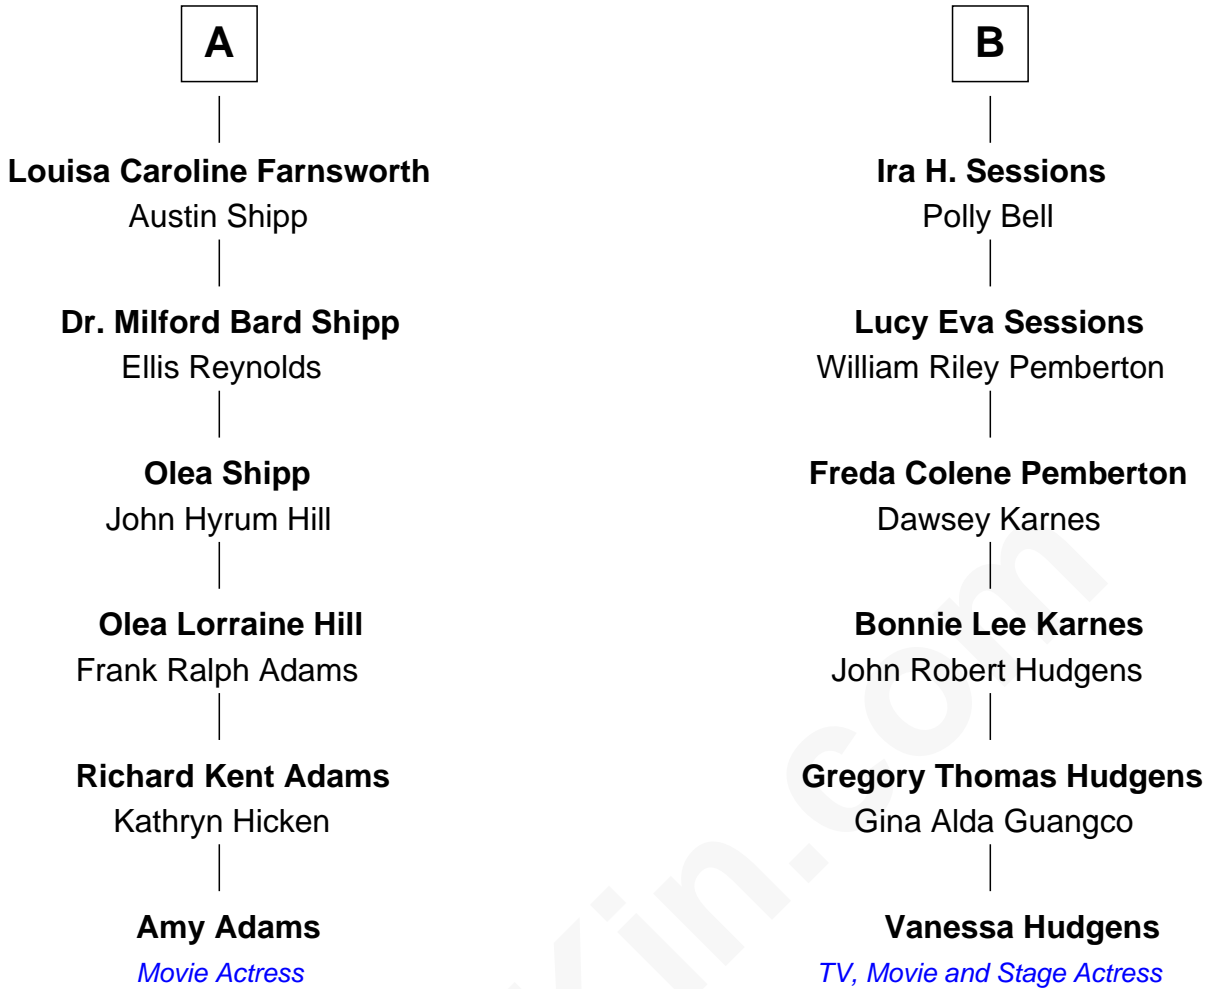 A
Louisa Caroline Farnsworth
Austin Shipp
Dr. Milford Bard Shipp
Ellis Reynolds
Olea Shipp
John Hyrum Hill
Olea Lorraine Hill
Frank Ralph Adams
Richard Kent Adams
Kathryn Hicken
Amy Adams
Movie Actress
B
Ira H. Sessions
Polly Bell
Lucy Eva Sessions
William Riley Pemberton
Freda Colene Pemberton
Dawsey Karnes
Bonnie Lee Karnes
John Robert Hudgens
Gregory Thomas Hudgens
Gina Alda Guangco
Vanessa Hudgens
TV, Movie and Stage Actress
Kin.com